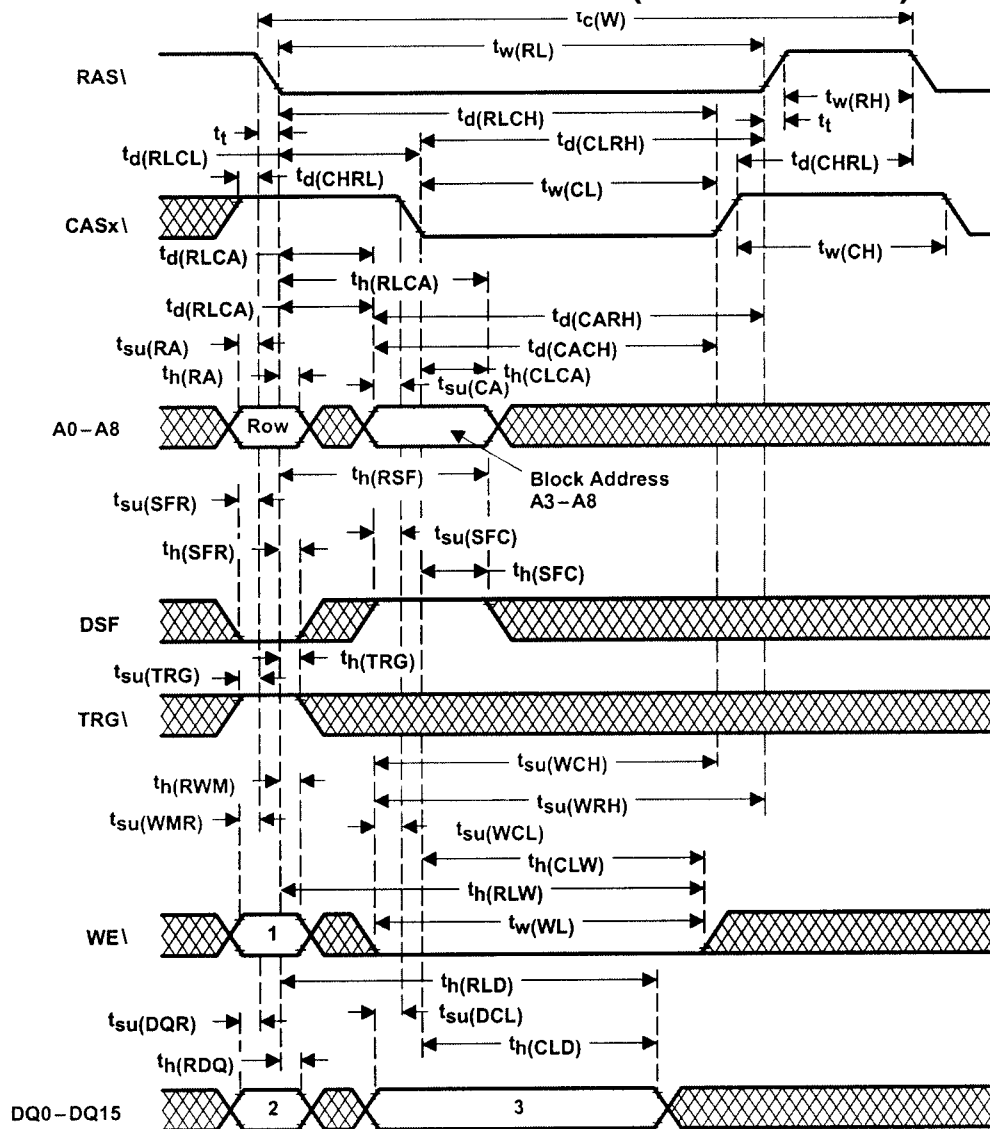 tc(W)
tw(RL)
RAS\
tw(RH)
td(RLCH)
tt
tt
td(CLRH)
td(RLCL)
td(CHRL)
td(CHRL)
tw(CL)
CASx\
td(RLCA)
tw(CH)
th(RLCA)
td(RLCA)
td(CARH)
tsu(RA)
td(CACH)
th(RA)
th(CLCA)
tsu(CA)
A0–A8
Row
th(RSF)
Block Address
A3–A8
tsu(SFR)
tsu(SFC)
th(SFR)
th(SFC)
DSF
th(TRG)
tsu(TRG)
TRG\
tsu(WCH)
th(RWM)
tsu(WRH)
tsu(WMR)
tsu(WCL)
th(CLW)
th(RLW)
tw(WL)
WE\
1
th(RLD)
tsu(DQR)
tsu(DCL)
th(CLD)
th(RDQ)
DQ0–DQ15
2
3